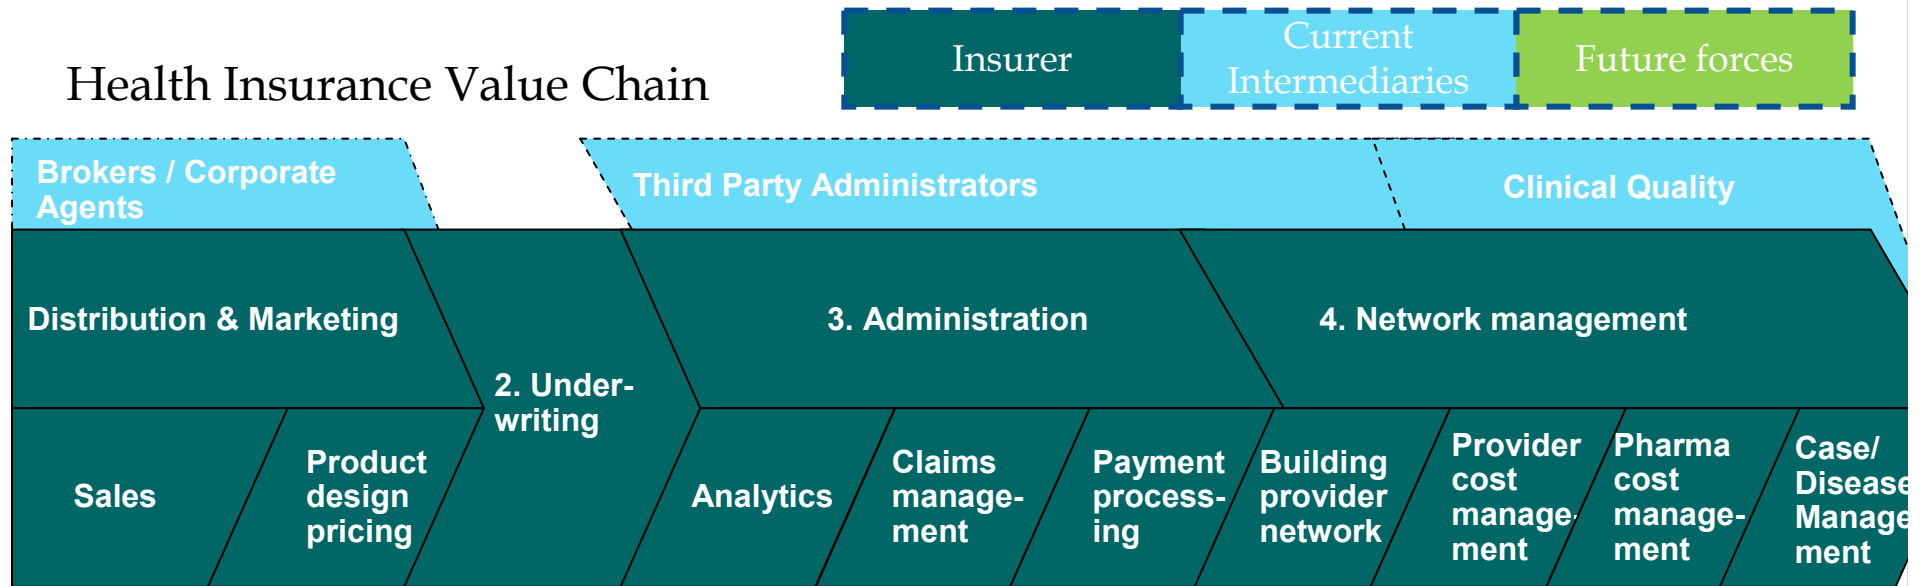 Health Insurance Value Chain
Insurer
Current
Intermediaries
Future forces
Brokers / Corporate
Agents
Third Party Administrators
Clinical Quality
Distribution & Marketing
2. Under-
writing
3. Administration
4. Network management
Sales
Product
design
pricing
Analytics
Claims
manage-
ment
Payment
process-
ing
Building
provider
network
Provider
cost
manage-
ment
Pharma
cost
manage-
ment
Case/
Disease
Manage
ment